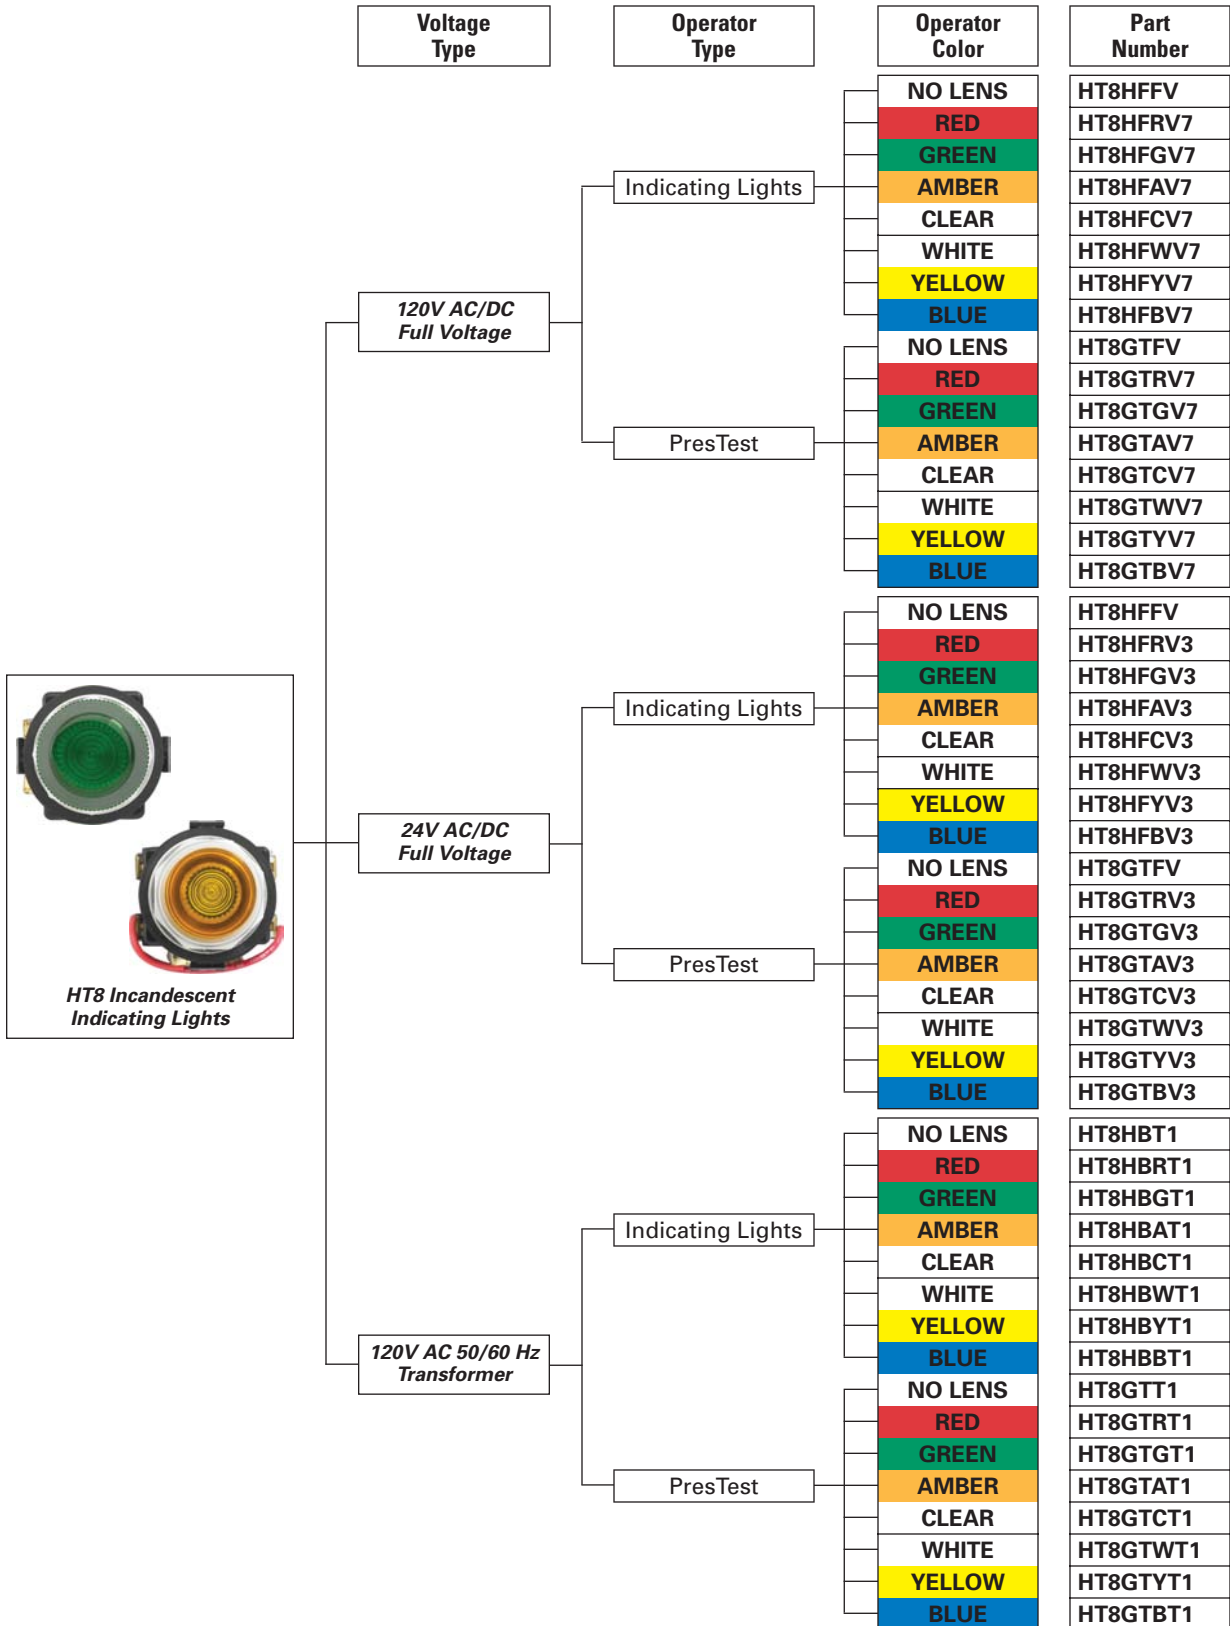 Voltage Type
Operator Type
Operator Color
Part Number
NO LENS HT8HFFV
RED HT8HFRV7
GREEN HT8HFGV7
Indicating Lights AMBER HT8HFAV7
CLEAR HT8HFCV7
WHITE HT8HFWV7
YELLOW HT8HFYV7
120V AC/DC
Full Voltage
BLUE HT8HFBV7
NO LENS HT8GTFV
RED HT8GTRV7
GREEN HT8GTGV7
PresTest AMBER HT8GTAV7
CLEAR HT8GTCV7
WHITE HT8GTWV7
YELLOW HT8GTYV7
BLUE HT8GTBV7
NO LENS HT8HFFV
RED HT8HFRV3
GREEN HT8HFGV3
Indicating Lights AMBER HT8HFAV3
CLEAR HT8HFCV3
WHITE HT8HFWV3
YELLOW HT8HFYV3
24V AC/DC
Full Voltage
BLUE HT8HFBV3
NO LENS HT8GTFV
RED HT8GTRV3
GREEN HT8GTGV3
PresTest AMBER HT8GTAV3
HT8 Incandescent
Indicating Lights
CLEAR HT8GTCV3
WHITE HT8GTWV3
YELLOW HT8GTYV3
BLUE HT8GTBV3
NO LENS HT8HBT1
RED HT8HBRT1
GREEN HT8HBGT1
Indicating Lights AMBER HT8HBAT1
CLEAR HT8HBCT1
WHITE HT8HBWT1
YELLOW HT8HBYT1
120V AC 50/60 Hz
Transformer
BLUE HT8HBBT1
NO LENS HT8GTT1
RED HT8GTRT1
GREEN HT8GTGT1
PresTest AMBER HT8GTAT1
CLEAR HT8GTCT1
WHITE HT8GTWT1
YELLOW HT8GTYT1
BLUE HT8GTBT1